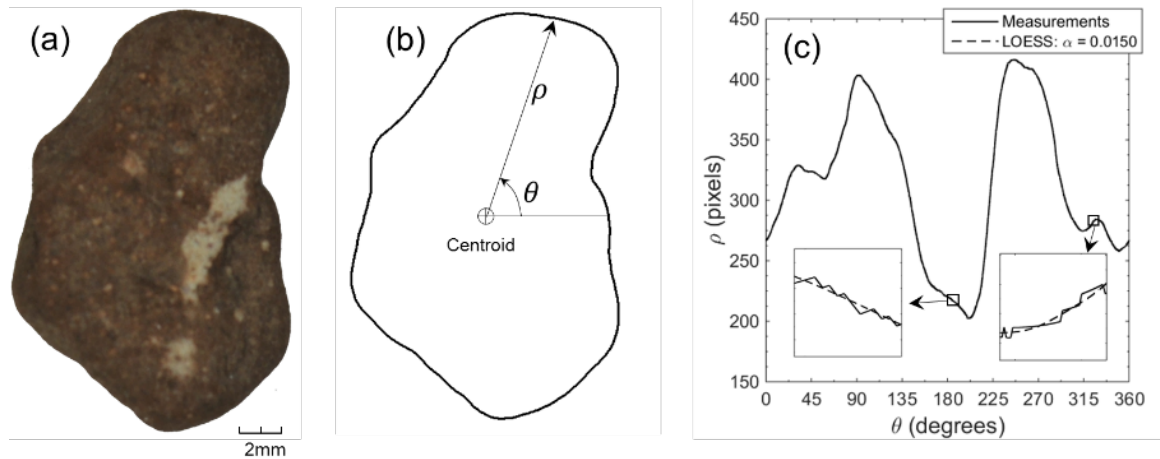 (a)
2mm
(b)
ρ
θ
Centroid
(c)
Measurements
LOESS: α = 0.0150
450
400
350
300
250
200
150
ρ (pixels)
0 45 90 135 180 225 270 315 360
θ (degrees)